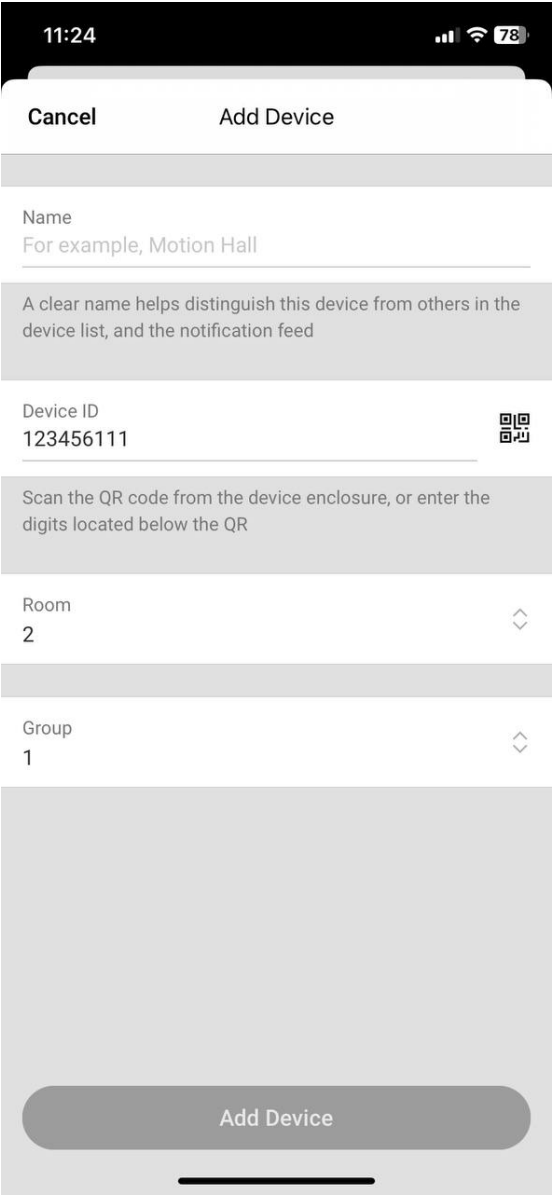 11:24
78
Cancel
Add Device
Name
For example, Motion Hall
A clear name helps distinguish this device from others in the
device list, and the notification feed
Device ID
123456111
Scan the QR code from the device enclosure, or enter the
digits located below the QR
Room
2
Group
1
Add Device